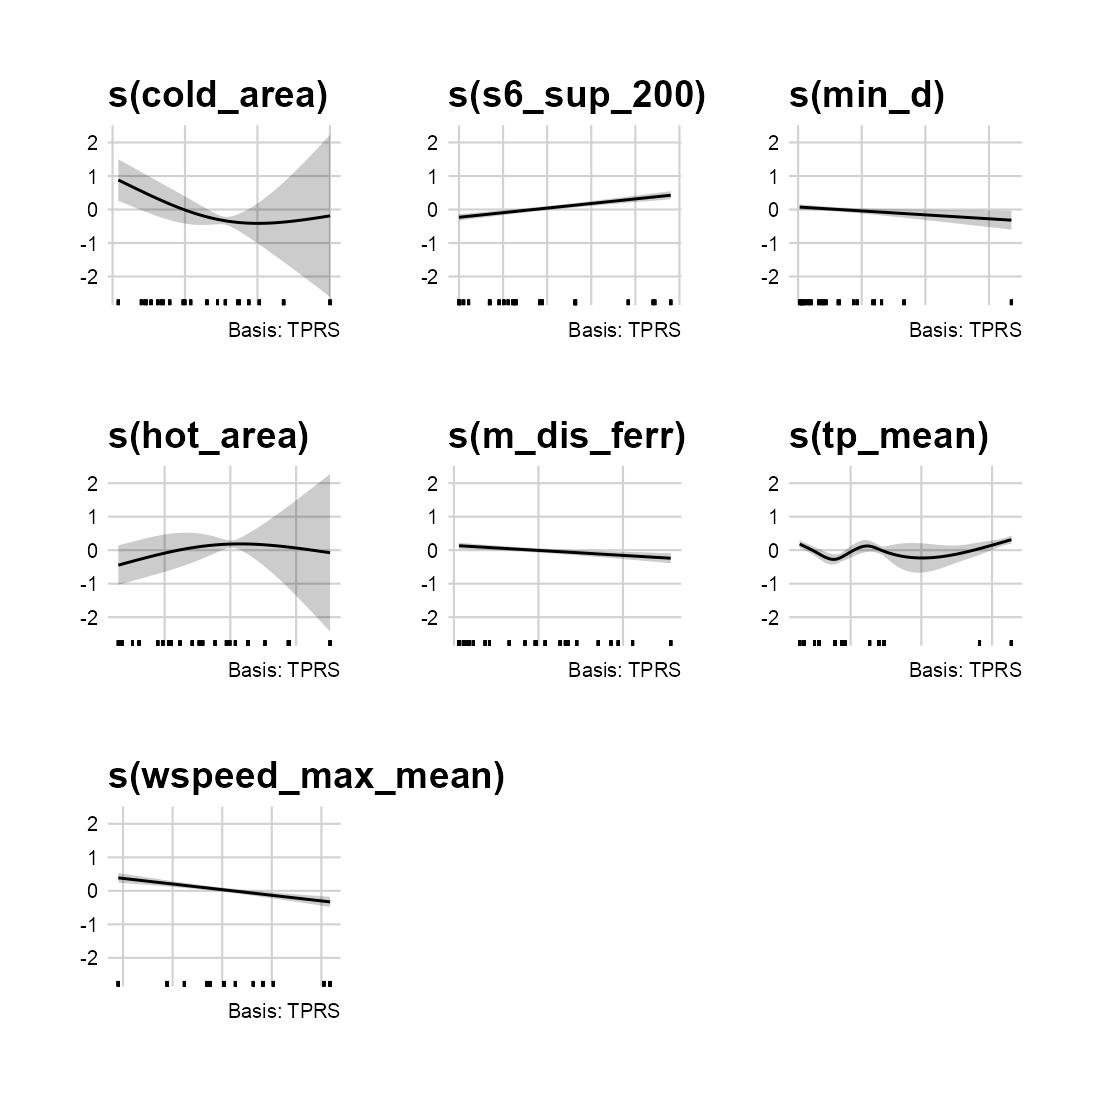 s(cold_area)
s(s6_sup_200)
s(min_d)
2
1
0
-1
-2
2
1
0
-1
-2
2
1
0
-1
-2
Basis: TPRS
Basis: TPRS
Basis: TPRS
s(hot_area)
s(m_dis_ferr)
s(tp_mean)
2
1
0
-1
-2
2
1
0
-1
-2
2
1
0
-1
-2
Basis: TPRS
Basis: TPRS
Basis: TPRS
s(wspeed_max_mean)
2
1
0
-1
-2
Basis: TPRS